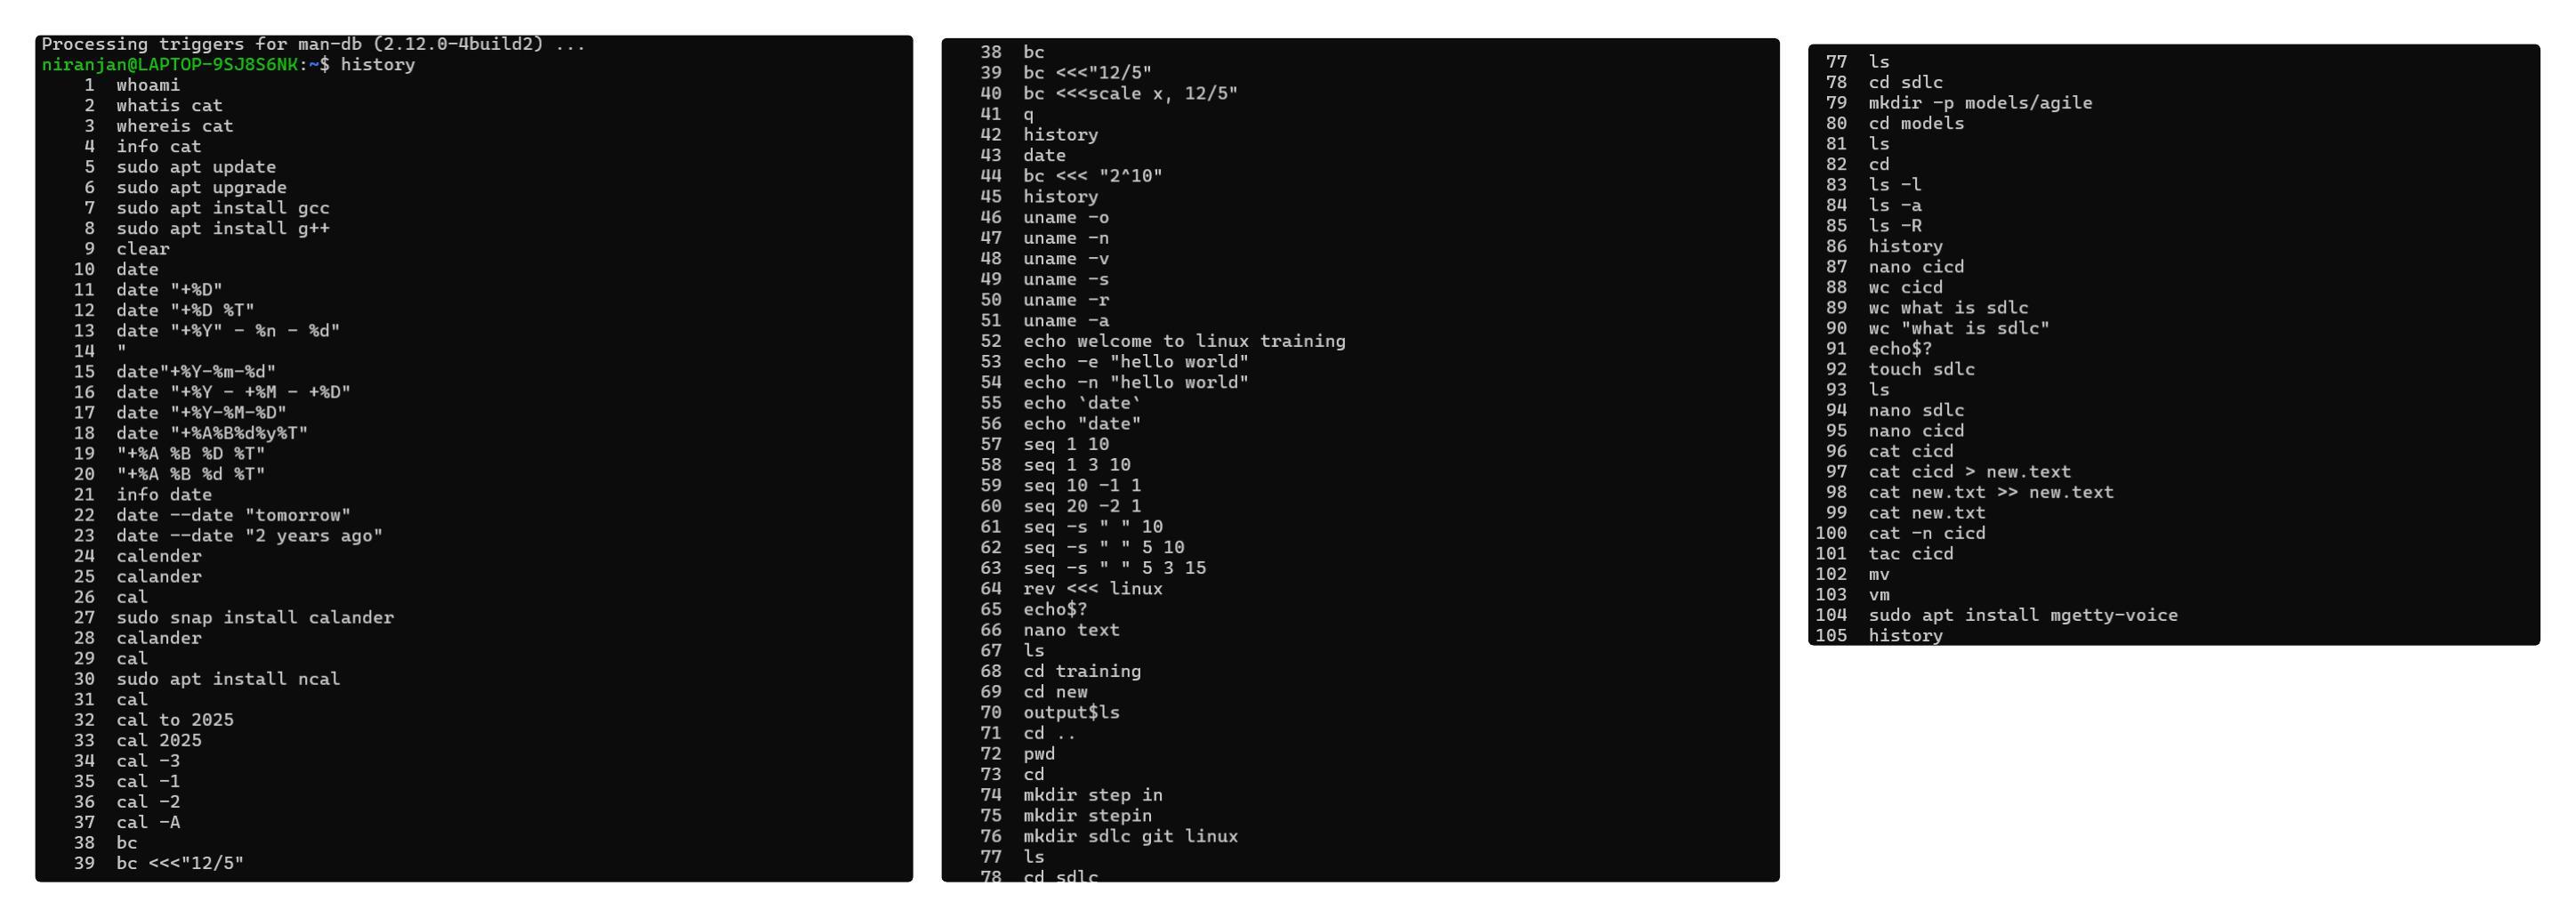 Processing triggers for man-db (2.12.0-4build2) ...
niranjan@LAPTOP-9SJ8S6NK:~$ history
1 whoami
2 whatis cat
3 whereis cat
4 info cat
5 sudo apt update
6 sudo apt upgrade
7 sudo apt install gcc
8 sudo apt install g++
9 clear
10 date
11 date "+%D"
12 date "+%D %T"
13 date "+%Y" - %n - %d"
14 "
15 date"+%Y-%m-%d"
16 date "+%Y - +%M - +%D"
17 date "+%Y-%M-%D"
18 date "+%A%B%d%y%T"
19 "+%A %B %D %T"
20 "+%A %B %d %T"
21 info date
22 date --date "tomorrow"
23 date --date "2 years ago"
24 calender
25 calander
26 cal
27 sudo snap install calander
28 calander
29 cal
30 sudo apt install ncal
31 cal
32 cal to 2025
33 cal 2025
34 cal -3
35 cal -1
36 cal -2
37 cal -A
38 bc
39 bc <<<"12/5"
38 bc
39 bc <<<"12/5"
40 bc <<<scale x, 12/5"
41 q
42 history
43 date
44 bc <<< "2^10"
45 history
46 uname -o
47 uname -n
48 uname -v
49 uname -s
50 uname -r
51 uname -a
52 echo welcome to linux training
53 echo -e "hello world"
54 echo -n "hello world"
55 echo `date`
56 echo "date"
57 seq 1 10
58 seq 1 3 10
59 seq 10 -1 1
60 seq 20 -2 1
61 seq -s " " 10
62 seq -s " " 5 10
63 seq -s " " 5 3 15
64 rev <<< linux
65 echo$?
66 nano text
67 ls
68 cd training
69 cd new
70 output$ls
71 cd ..
72 pwd
73 cd
74 mkdir step in
75 mkdir stepin
76 mkdir sdlc git linux
77 ls
78 cd sdlc
77 ls
78 cd sdlc
79 mkdir -p models/agile
80 cd models
81 ls
82 cd
83 ls -l
84 ls -a
85 ls -R
86 history
87 nano cicd
88 wc cicd
89 wc what is sdlc
90 wc "what is sdlc"
91 echo$?
92 touch sdlc
93 ls
94 nano sdlc
95 nano cicd
96 cat cicd
97 cat cicd > new.text
98 cat new.txt >> new.text
99 cat new.txt
100 cat -n cicd
101 tac cicd
102 mv
103 vm
104 sudo apt install mgetty-voice
105 history